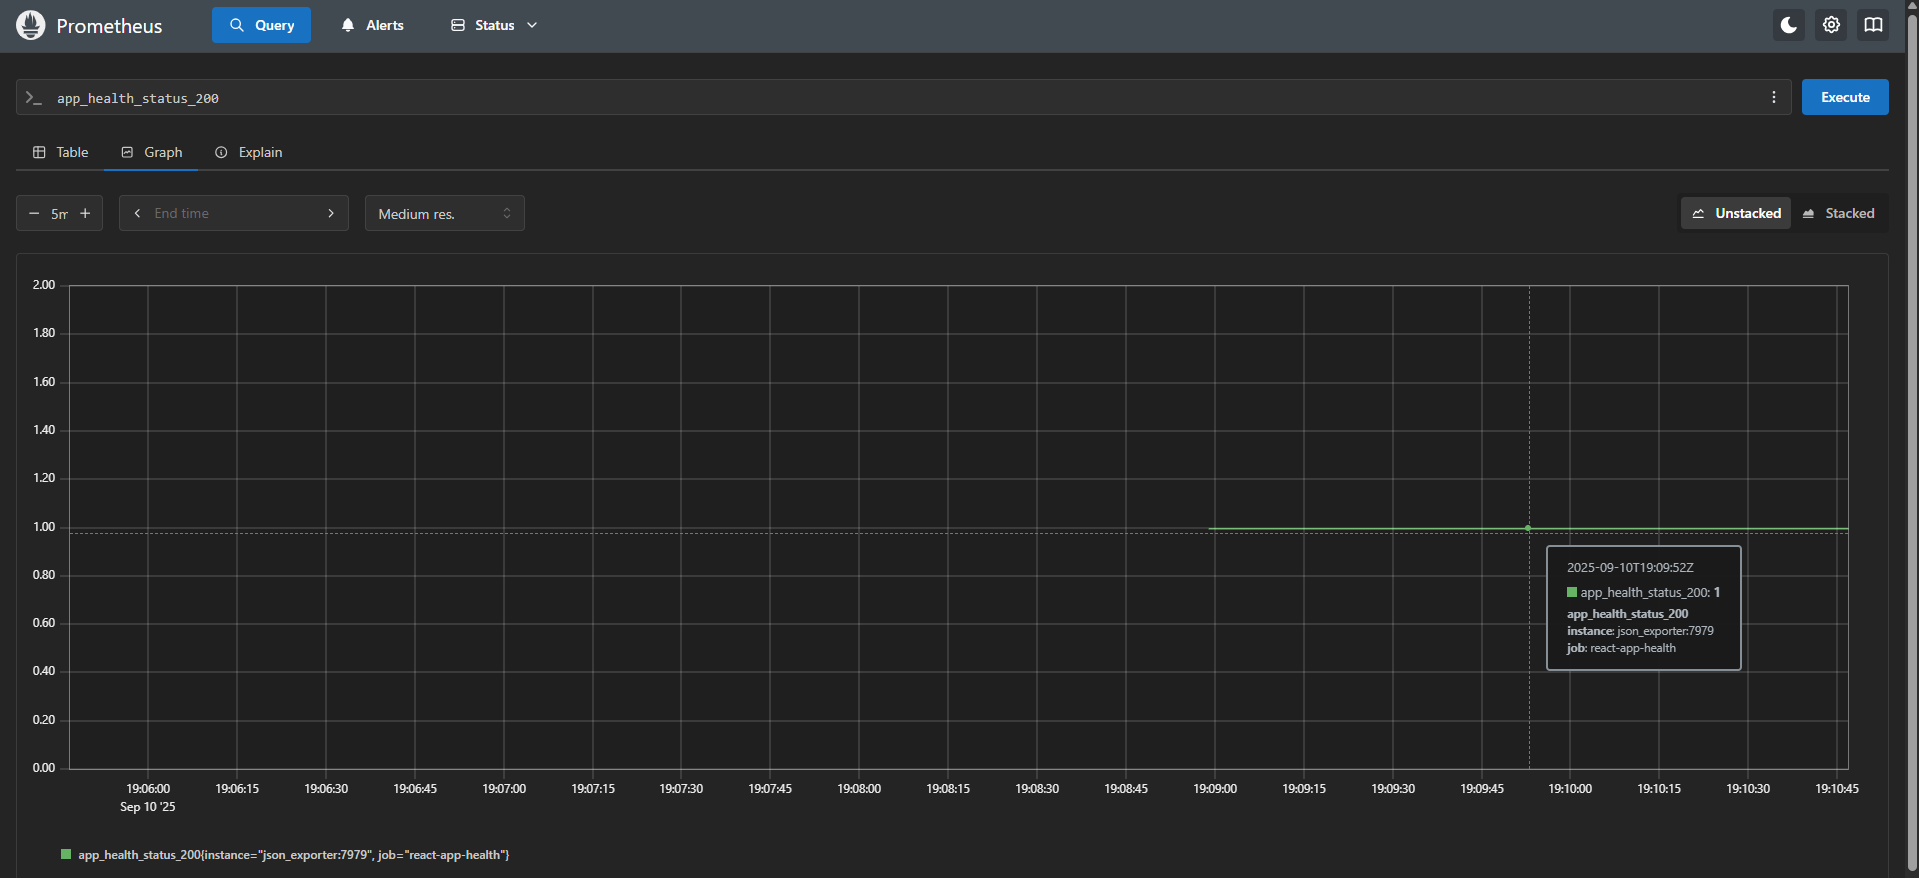 Prometheus Query Alerts Status
>_ app_health_status_200 Execute
Table Graph Explain
5m End time Medium res. Unstacked Stacked
2.00
1.80
1.60
1.40
1.20
1.00
0.80
0.60
0.40
0.20
0.00
2025-09-10T19:09:52Z
app_health_status_200: 1
app_health_status_200
instance: json_exporter:7979
job: react-app-health
19:06:00 19:06:15 19:06:30 19:06:45 19:07:00 19:07:15 19:07:30 19:07:45 19:08:00 19:08:15 19:08:30 19:08:45 19:09:00 19:09:15 19:09:30 19:09:45 19:10:00 19:10:15 19:10:30 19:10:45
Sep 10 '25
app_health_status_200{instance="json_exporter:7979", job="react-app-health"}